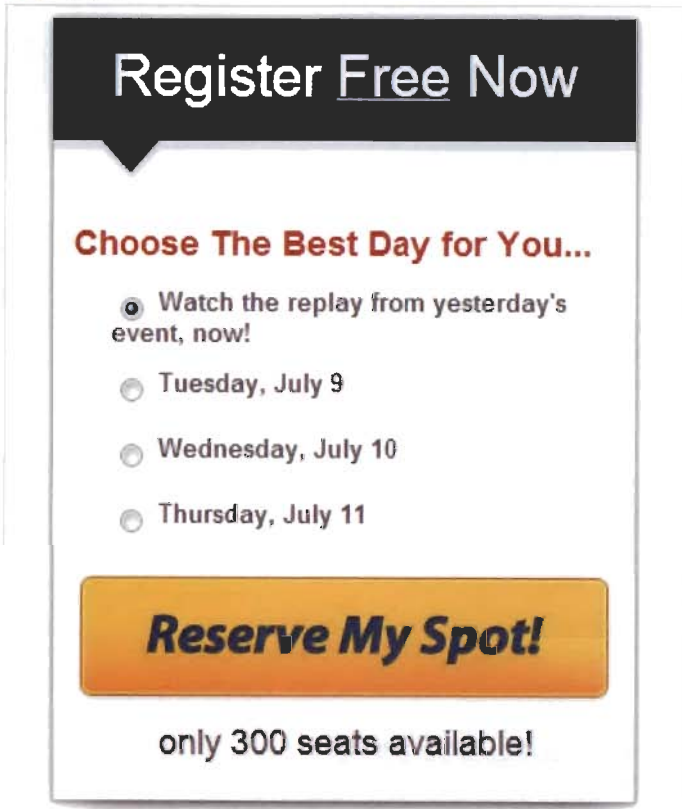 Register Free Now
Choose The Best Day for You...
Watch the replay from yesterday's
event, now!
Tuesday, July 9
Wednesday, July 10
Thursday, July 11
Reserve My Spot!
only 300 seats available!